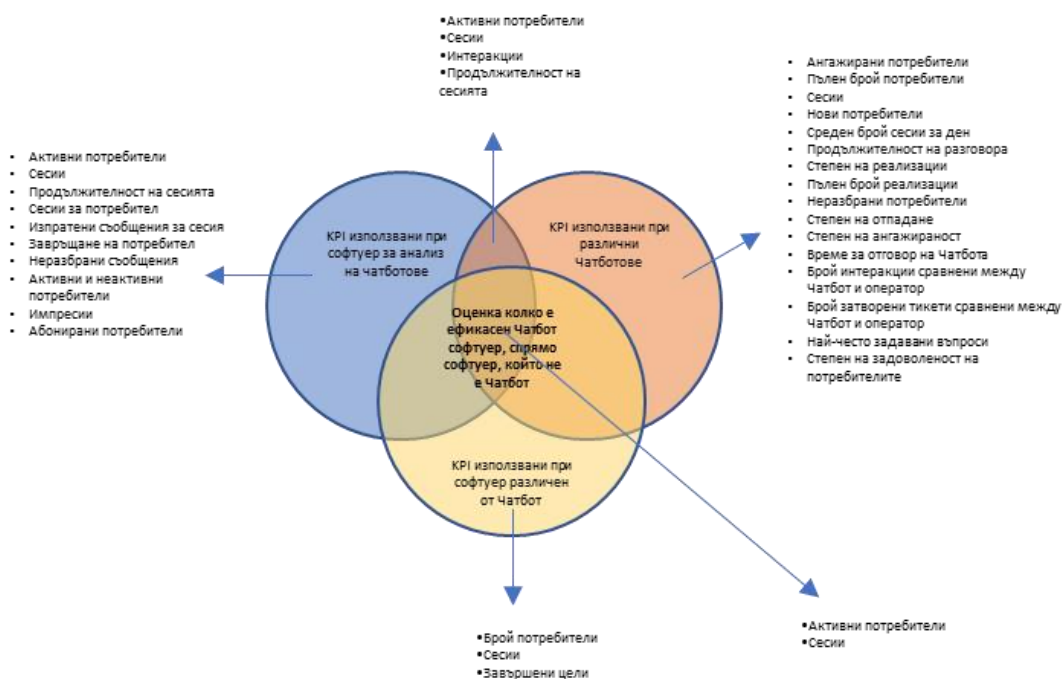 •Активни потребители
•Сесии
•Интеракции
•Продължителност на
сесията
▪ Активни потребители
▪ Сесии
▪ Продължителност на сесията
▪ Сесии за потребител
▪ Изпратени съобщения за сесия
▪ Завръщане на потребител
▪ Неразбрани съобщения
▪ Активни и неактивни
потребители
▪ Импресии
▪ Абонирани потребители
KPI използвани при
софтуер за анализ
на чатботове
KPI използвани при
различни
Чатботове
▪ Ангажирани потребители
▪ Пълен брой потребители
▪ Сесии
▪ Нови потребители
▪ Среден брой сесии за ден
▪ Продължителност на разговора
▪ Степен на реализации
▪ Пълен брой реализации
▪ Неразбрани потребители
▪ Степен на отпадане
▪ Степен на ангажираност
▪ Време за отговор на Чатбота
▪ Брой интеракции сравнени между
Чатбот и оператор
▪ Брой затворени тикети сравнени между
Чатбот и оператор
▪ Най-често задавани въпроси
▪ Степен на задоволеност на
потребителите
Оценка колко е
ефикасен Чатбот
софтуер, спрямо
софтуер, който не
е Чатбот
KPI използвани при
софтуер различен
от Чатбот
•Брой потребители
•Сесии
•Завършени цели
•Активни потребители
•Сесии